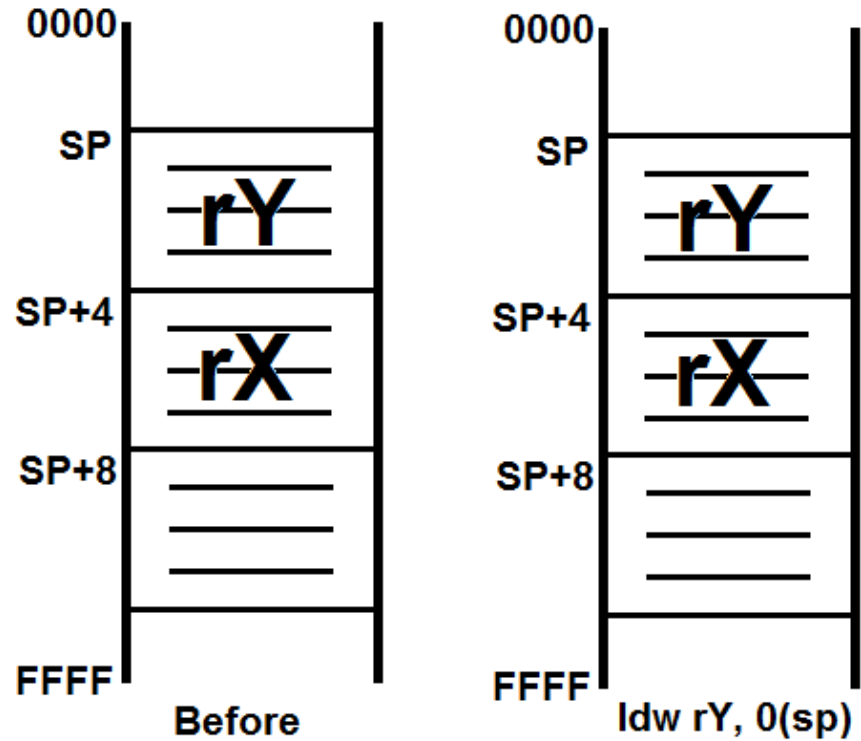 0000
SP
rY
SP+4
rX
SP+8
FFFF
Before
0000
SP
rY
SP+4
rX
SP+8
FFFF
ldw rY, 0(sp)